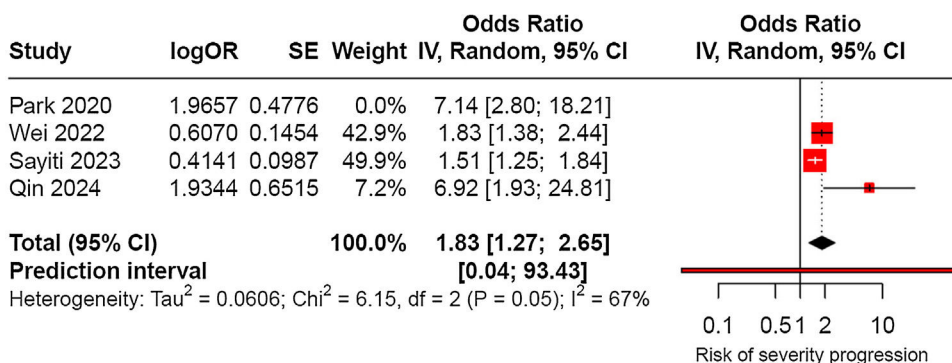 Odds Ratio Odds Ratio
Study logOR SE Weight IV, Random, 95% CI IV, Random, 95% CI
Park 2020 1.9657 0.4776 0.0% 7.14 [2.80; 18.21]
Wei 2022 0.6070 0.1454 42.9% 1.83 [1.38; 2.44]
Sayiti 2023 0.4141 0.0987 49.9% 1.51 [1.25; 1.84]
Qin 2024 1.9344 0.6515 7.2% 6.92 [1.93; 24.81]
Total (95% CI) 100.0% 1.83 [1.27; 2.65]
Prediction interval [0.04; 93.43]
Heterogeneity: Tau² = 0.0606; Chi² = 6.15, df = 2 (P = 0.05); I² = 67%
0.1 0.5 1 2 10
Risk of severity progression